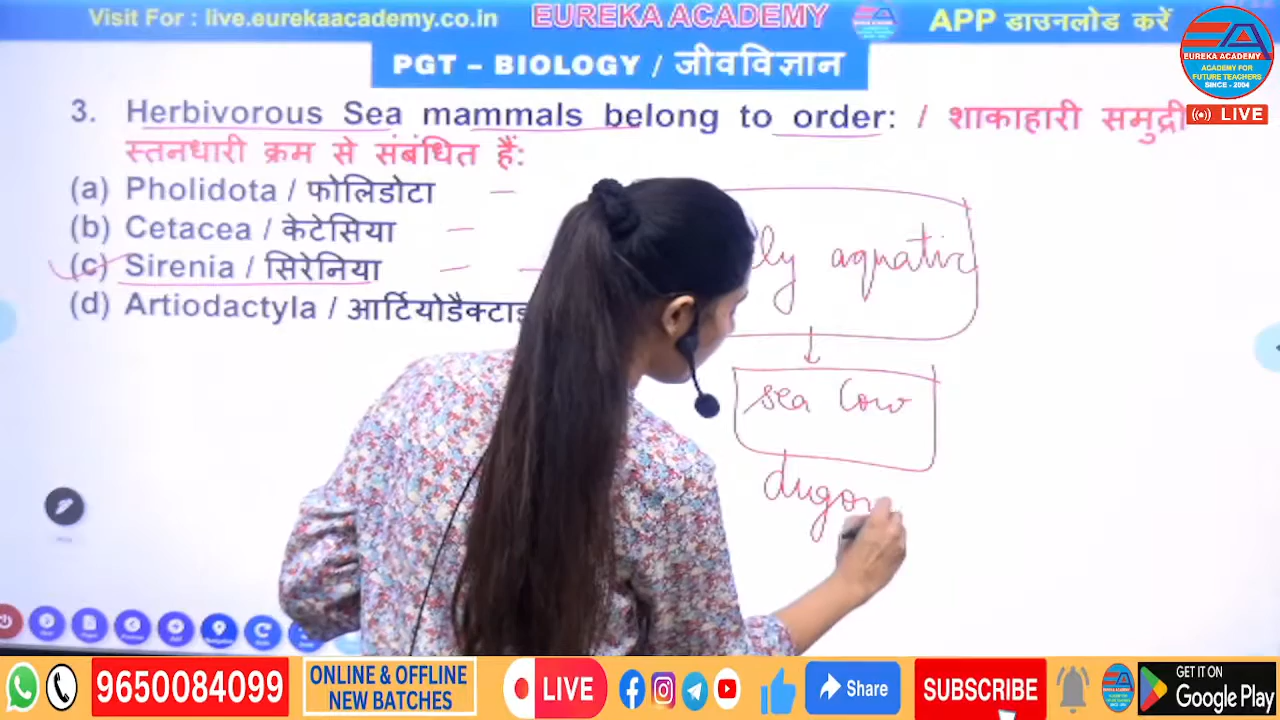 Visit For : live.eurekaacademy.co.in
EUREKA ACADEMY
APP डाउनलोड करें
EUREKA ACADEMY
ACADEMY FOR
FUTURE TEACHERS
SINCE - 2004
LIVE
PGT – BIOLOGY / जीवविज्ञान
3. Herbivorous Sea mammals belong to order: / शाकाहारी समुद्री
स्तनधारी क्रम से संबंधित हैं:
(a) Pholidota / फोलिडोटा
(b) Cetacea / केटेसिया
(c) Sirenia / सिरेनिया
(d) Artiodactyla / आर्टियोडैक्टाइ
aquatic
sea Cow
9650084099
ONLINE & OFFLINE
NEW BATCHES
LIVE
Share
SUBSCRIBE
GET IT ON
Google Play